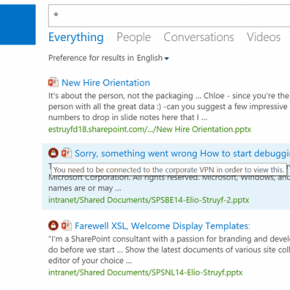 *
Everything People Conversations Videos
Preference for results in English
New Hire Orientation
It's about the person, not the packaging ... Chloe - since you're the
person with all the great data :) -can you suggest a few impressive
numbers to drop in slide notes here that I ...
estruyfd18.sharepoint.com/.../New Hire Orientation.pptx
Sorry, something went wrong How to start debuggi
You need to be connected to the corporate VPN in order to view this.
Microsoft Corporation. All rights reserved. Microsoft, Windows, and
names are or may ...
intranet/Shared Documents/SPSBE14-Elio-Struyf-2.pptx
Farewell XSL, Welcome Display Templates:
"I'm a SharePoint consultant with a passion for branding and devel
do before we start ... Show the latest documents of various site coll
editor of your choice ...
intranet/Shared Documents/SPSNL14-Elio-Struyf.pptx